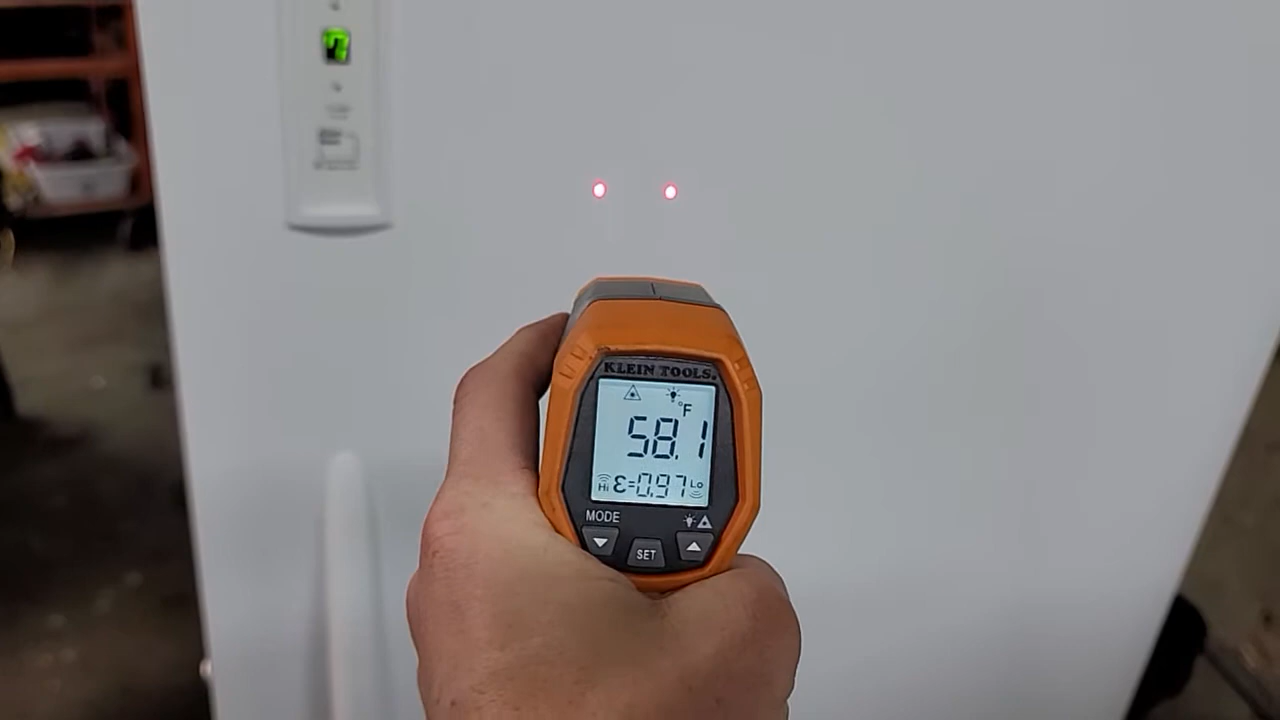 KLEIN TOOLS®
°F
58.1
Hi ε=0.97 Lo
MODE
SET